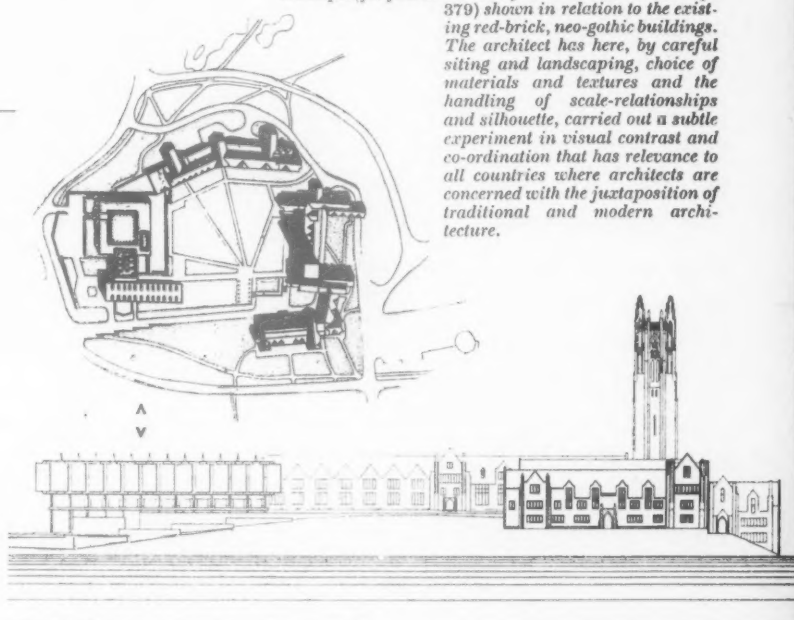 379) shown in relation to the exist-
ing red-brick, neo-gothic buildings.
The architect has here, by careful
siting and landscaping, choice of
materials and textures and the
handling of scale-relationships
and silhouette, carried out a subtle
experiment in visual contrast and
co-ordination that has relevance to
all countries where architects are
concerned with the juxtaposition of
traditional and modern archi-
tecture.